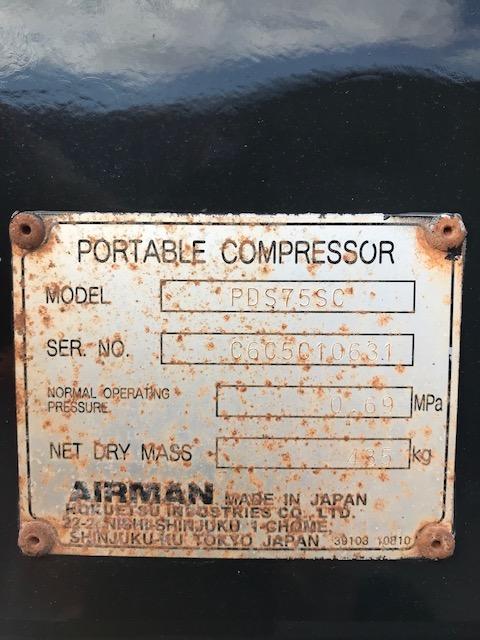 PORTABLE COMPRESSOR
MODEL PDS75SC
SER. NO. C605010631
NORMAL OPERATING
PRESSURE 0.69 MPa
NET DRY MASS 485 kg
AIRMAN MADE IN JAPAN
HOKUETSU INDUSTRIES CO., LTD.
22-2, NISHI-SHINJUKU 1-CHOME,
SHINJUKU-KU TOKYO JAPAN 39103 10810